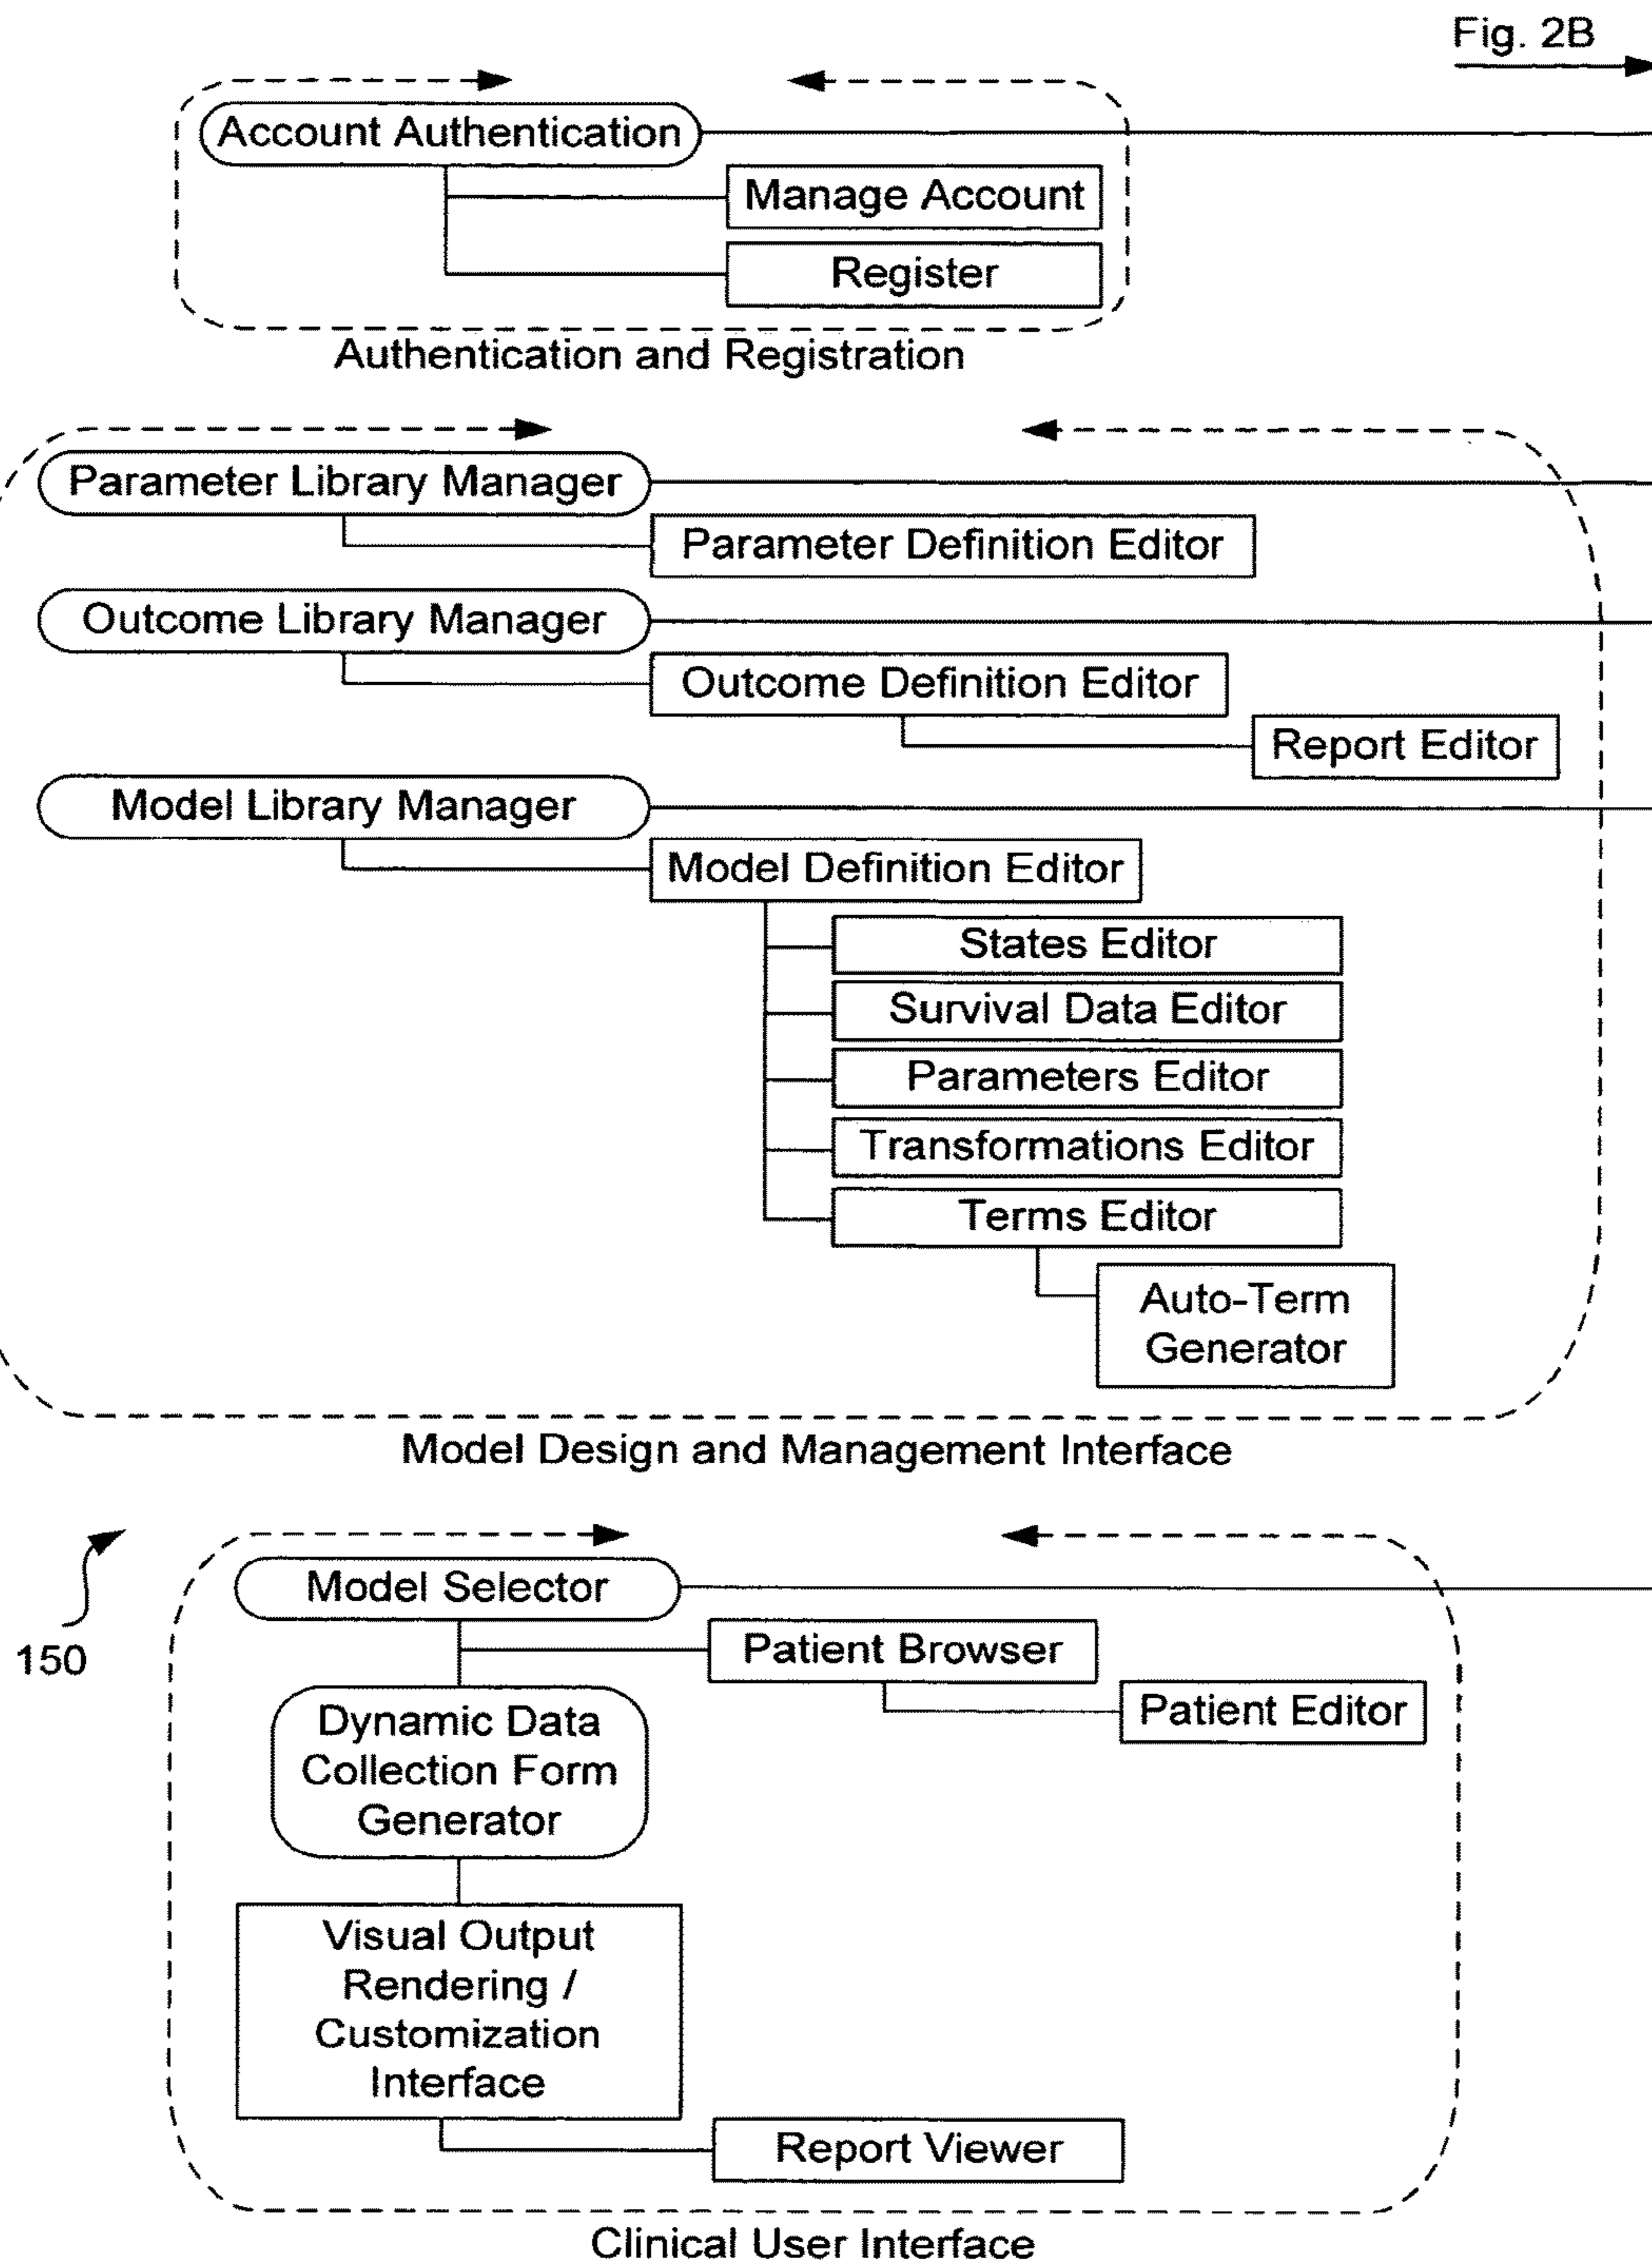 Fig. 2B
Account Authentication
Manage Account
Register
Authentication and Registration
Parameter Library Manager
Parameter Definition Editor
Outcome Library Manager
Outcome Definition Editor
Report Editor
Model Library Manager
Model Definition Editor
States Editor
Survival Data Editor
Parameters Editor
Transformations Editor
Terms Editor
Auto-Term
Generator
Model Design and Management Interface
150
Model Selector
Patient Browser
Patient Editor
Dynamic Data
Collection Form
Generator
Visual Output
Rendering /
Customization
Interface
Report Viewer
Clinical User Interface